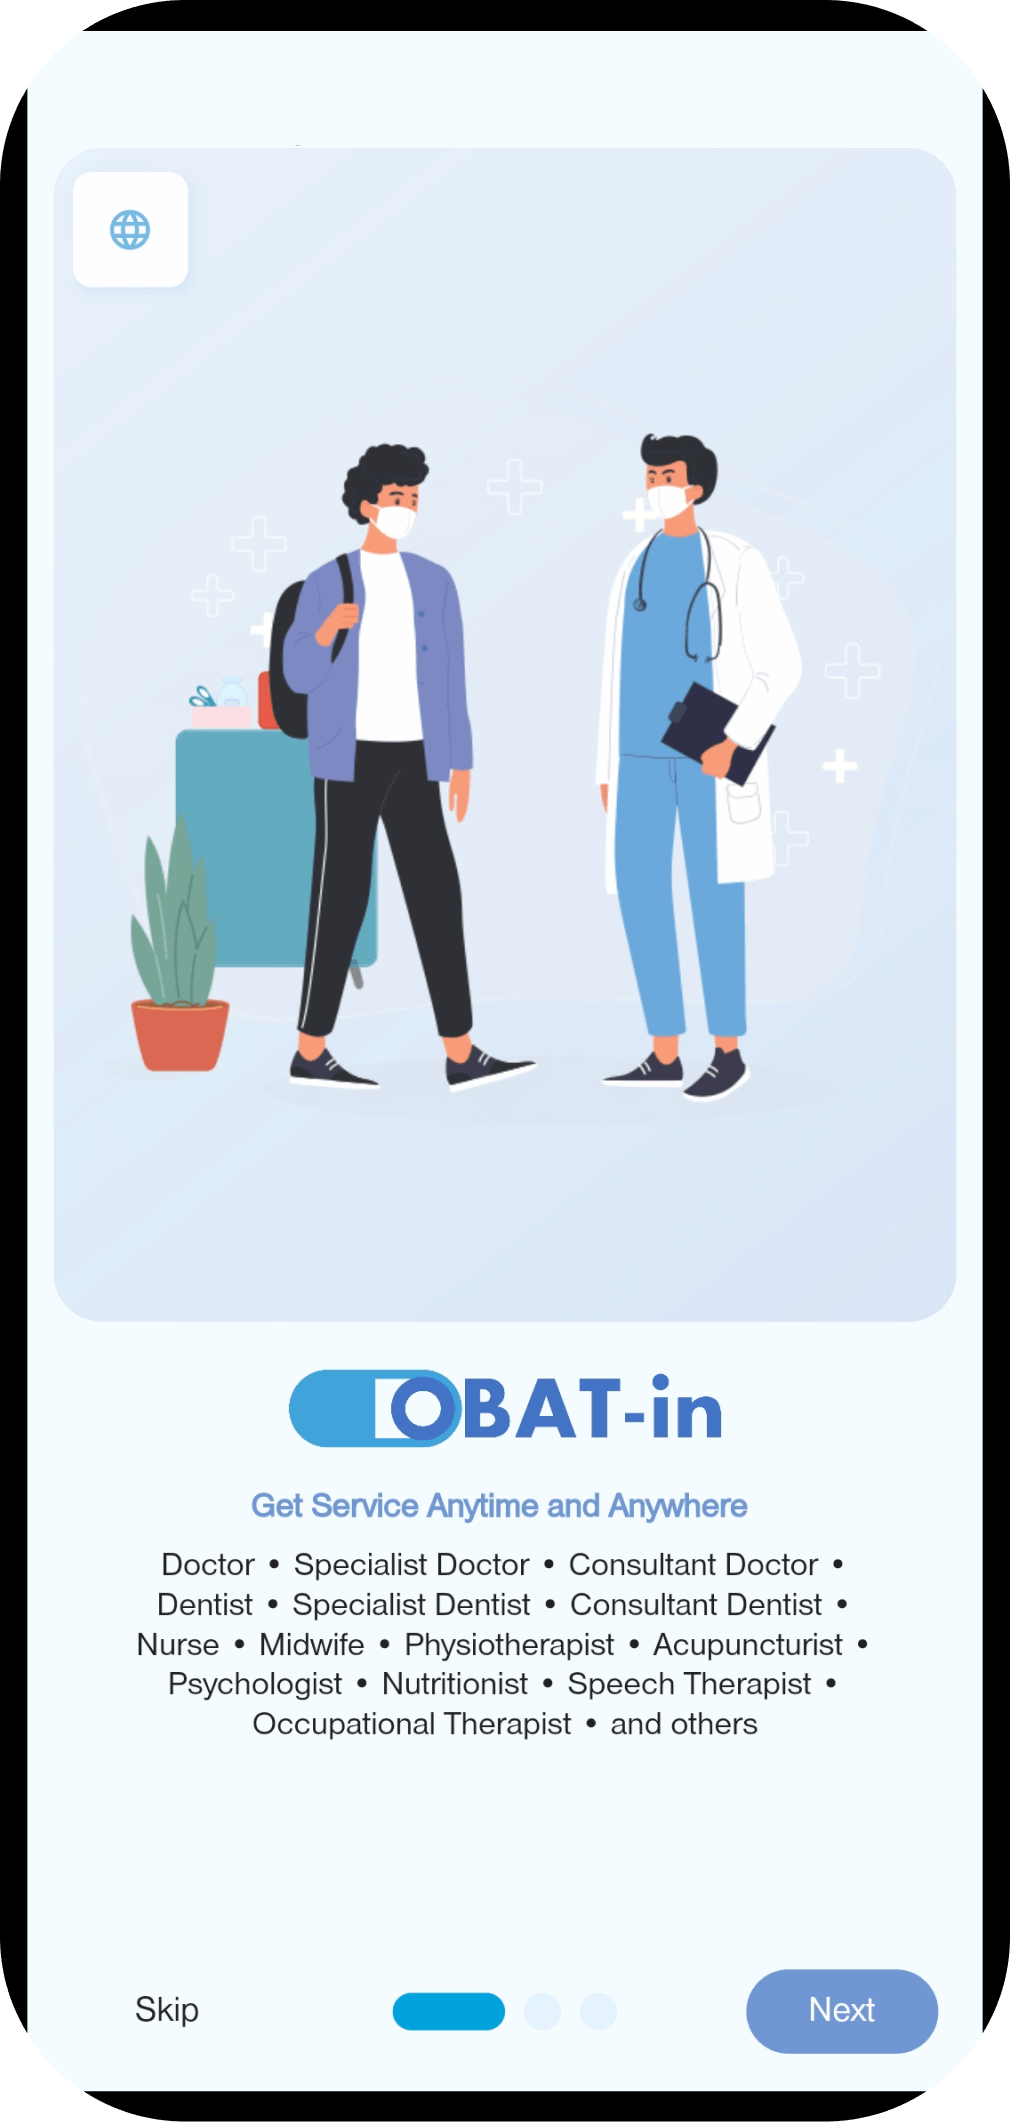 OBAT-in
Get Service Anytime and Anywhere
Doctor • Specialist Doctor • Consultant Doctor •
Dentist • Specialist Dentist • Consultant Dentist •
Nurse • Midwife • Physiotherapist • Acupuncturist •
Psychologist • Nutritionist • Speech Therapist •
Occupational Therapist • and others
Skip
Next